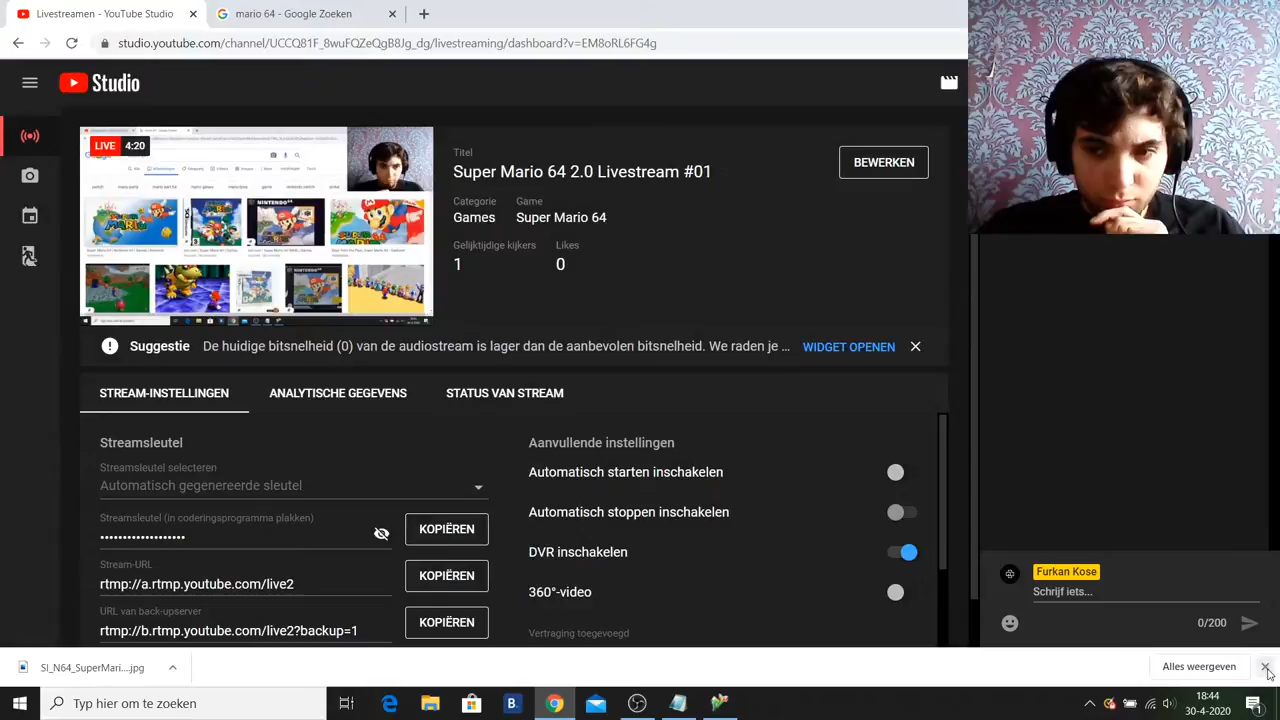 Livestreamen - YouTube Studio
mario 64 - Google Zoeken
studio.youtube.com/channel/UCCQ81F_8wuFQZeQgB8Jg_dg/livestreaming/dashboard?v=EM8oRL6FG4g
Studio
LIVE 4:20
Titel
Super Mario 64 2.0 Livestream #01
BEWERKEN
Categorie Game
Games Super Mario 64
Gelijktijdige kijkers Likes
1 0
Suggestie De huidige bitsnelheid (0) van de audiostream is lager dan de aanbevolen bitsnelheid. We raden je ... WIDGET OPENEN
STREAM-INSTELLINGEN ANALYTISCHE GEGEVENS STATUS VAN STREAM
Streamsleutel
Streamsleutel selecteren
Automatisch gegenereerde sleutel
Streamsleutel (in coderingsprogramma plakken)
••••••••••••••••••• KOPIËREN
Stream-URL
rtmp://a.rtmp.youtube.com/live2 KOPIËREN
URL van back-upserver
rtmp://b.rtmp.youtube.com/live2?backup=1 KOPIËREN
Aanvullende instellingen
Automatisch starten inschakelen
Automatisch stoppen inschakelen
DVR inschakelen
360°-video
Vertraging toegevoegd
Furkan Kose
Schrijf iets...
0/200
SI_N64_SuperMari....jpg
Alles weergeven
Typ hier om te zoeken
18:44
30-4-2020